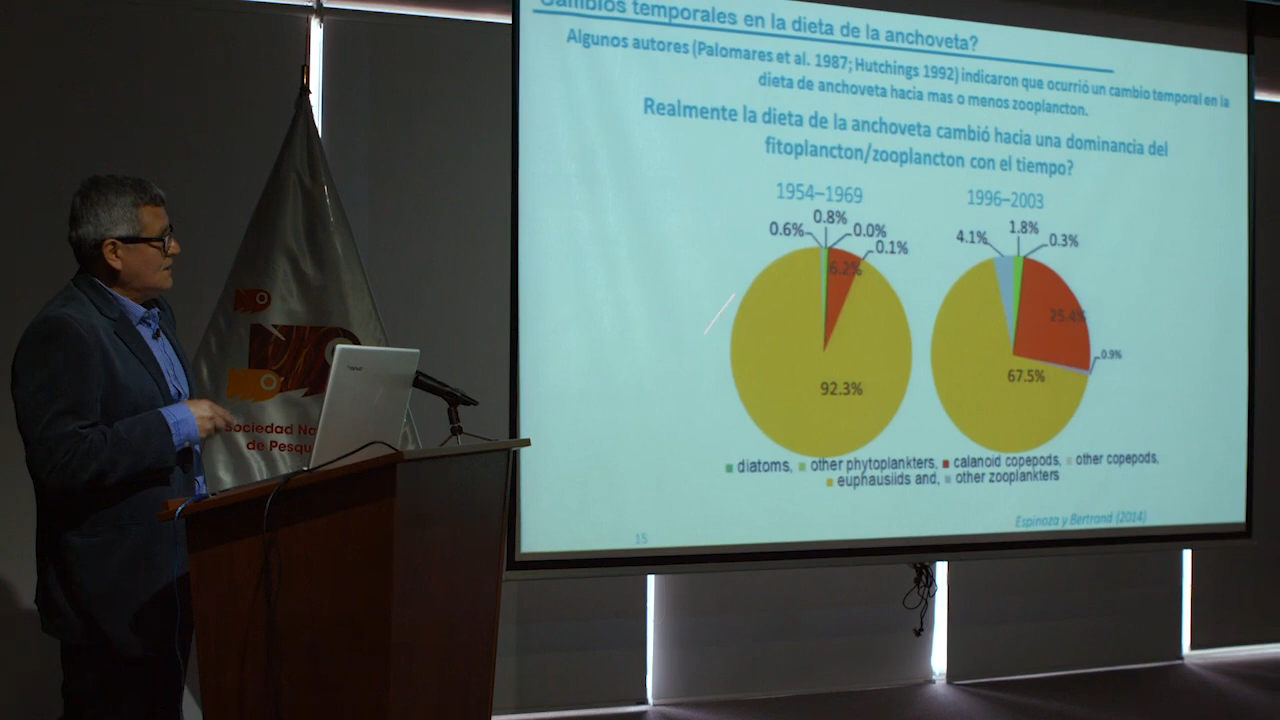 Cambios temporales en la dieta de la anchoveta?
Algunos autores (Palomares et al. 1987; Hutchings 1992) indicaron que ocurrió un cambio temporal en la
dieta de anchoveta hacia mas o menos zooplancton.
Realmente la dieta de la anchoveta cambió hacia una dominancia del
fitoplancton/zooplancton con el tiempo?
1954–1969
1996–2003
0.6%
0.8%
0.0%
0.1%
6.2%
92.3%
4.1%
1.8%
0.3%
25.4%
0.9%
67.5%
diatoms, other phytoplankters, calanoid copepods, other copepods,
euphausiids and, other zooplankters
Espinoza y Bertrand (2014)
15
Sociedad Na
de Pesqu